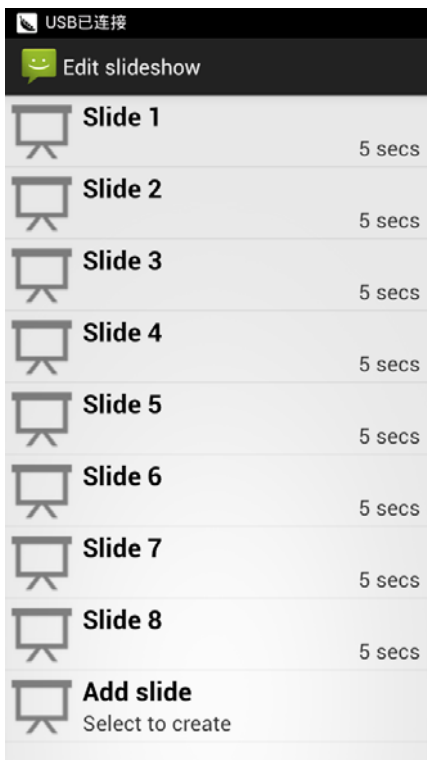 USB已连接
Edit slideshow
Slide 1
5 secs
Slide 2
5 secs
Slide 3
5 secs
Slide 4
5 secs
Slide 5
5 secs
Slide 6
5 secs
Slide 7
5 secs
Slide 8
5 secs
Add slide
Select to create